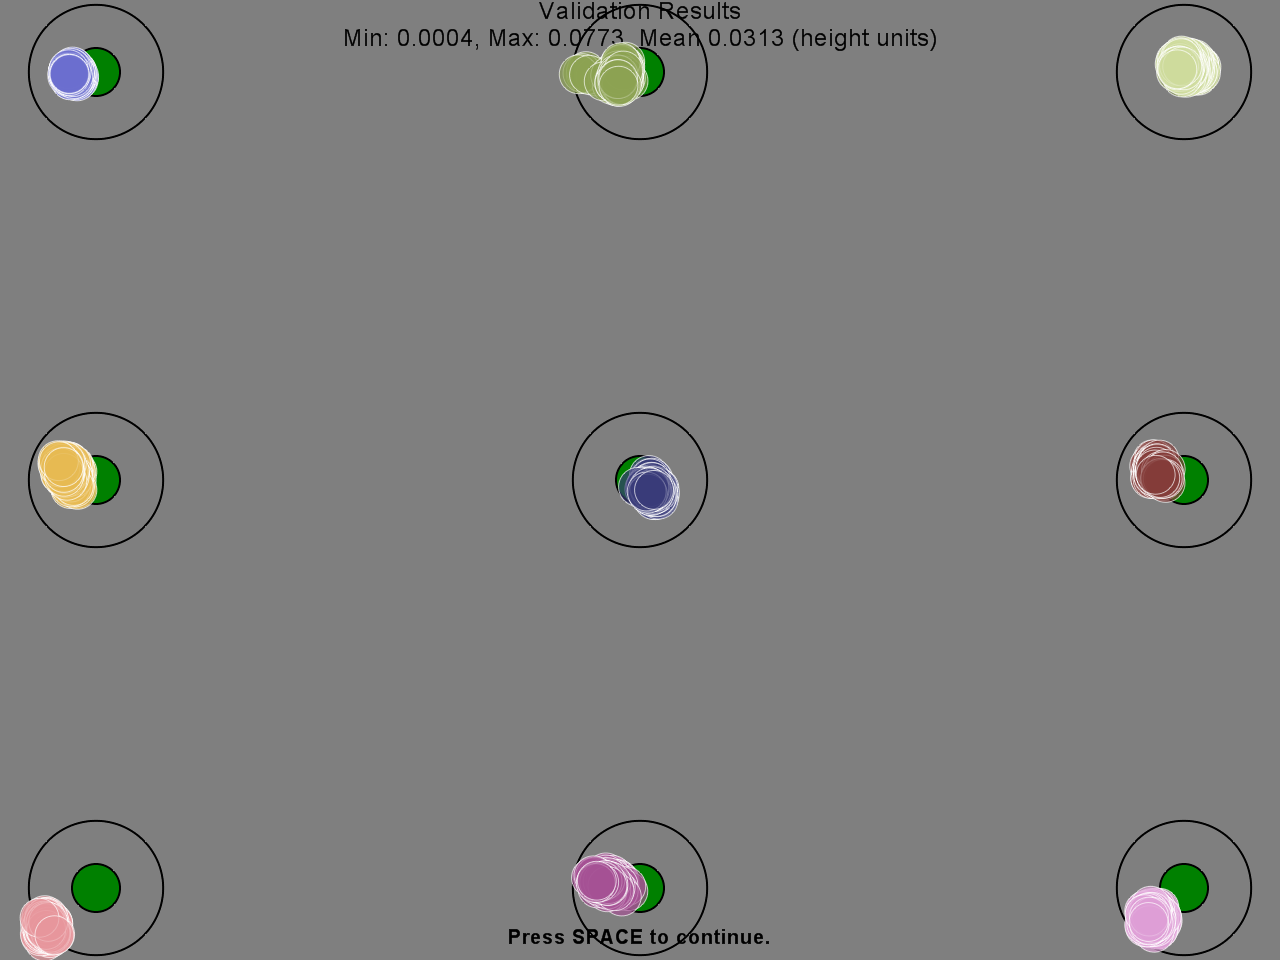 Validation Results
Min: 0.0004, Max: 0.0773, Mean 0.0313 (height units)
Press SPACE to continue.